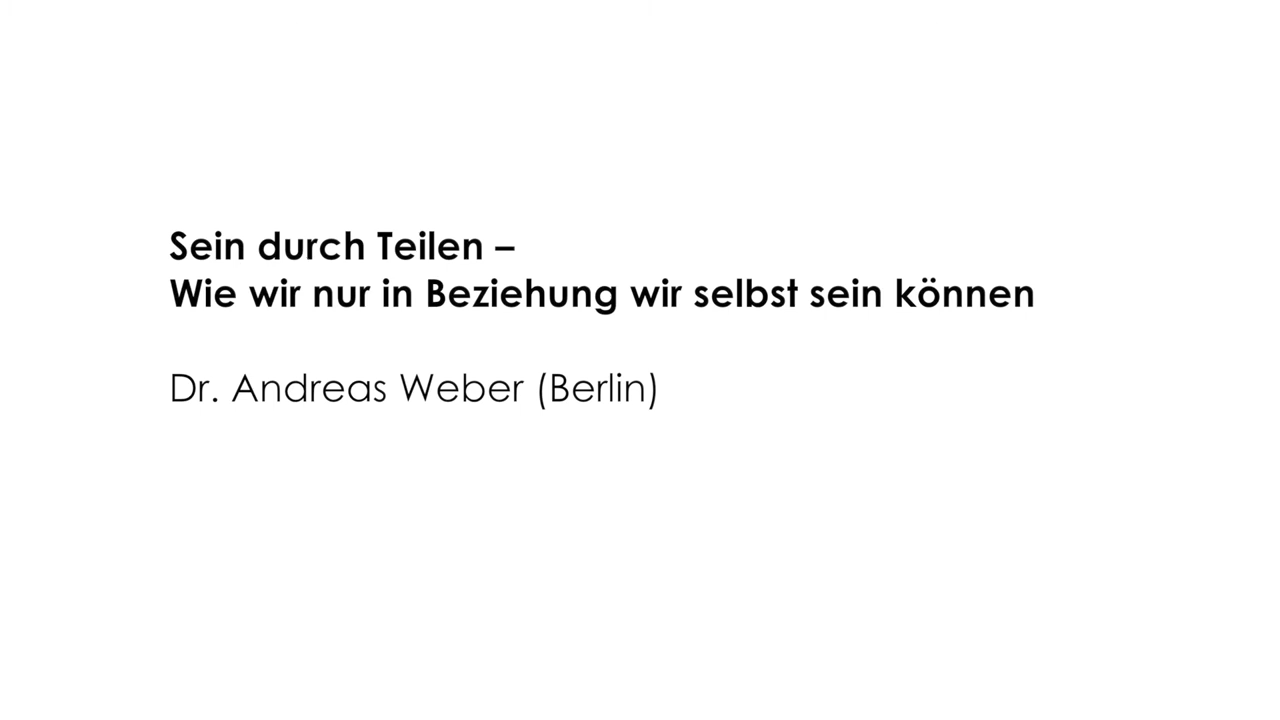 Sein durch Teilen –
Wie wir nur in Beziehung wir selbst sein können
Dr. Andreas Weber (Berlin)